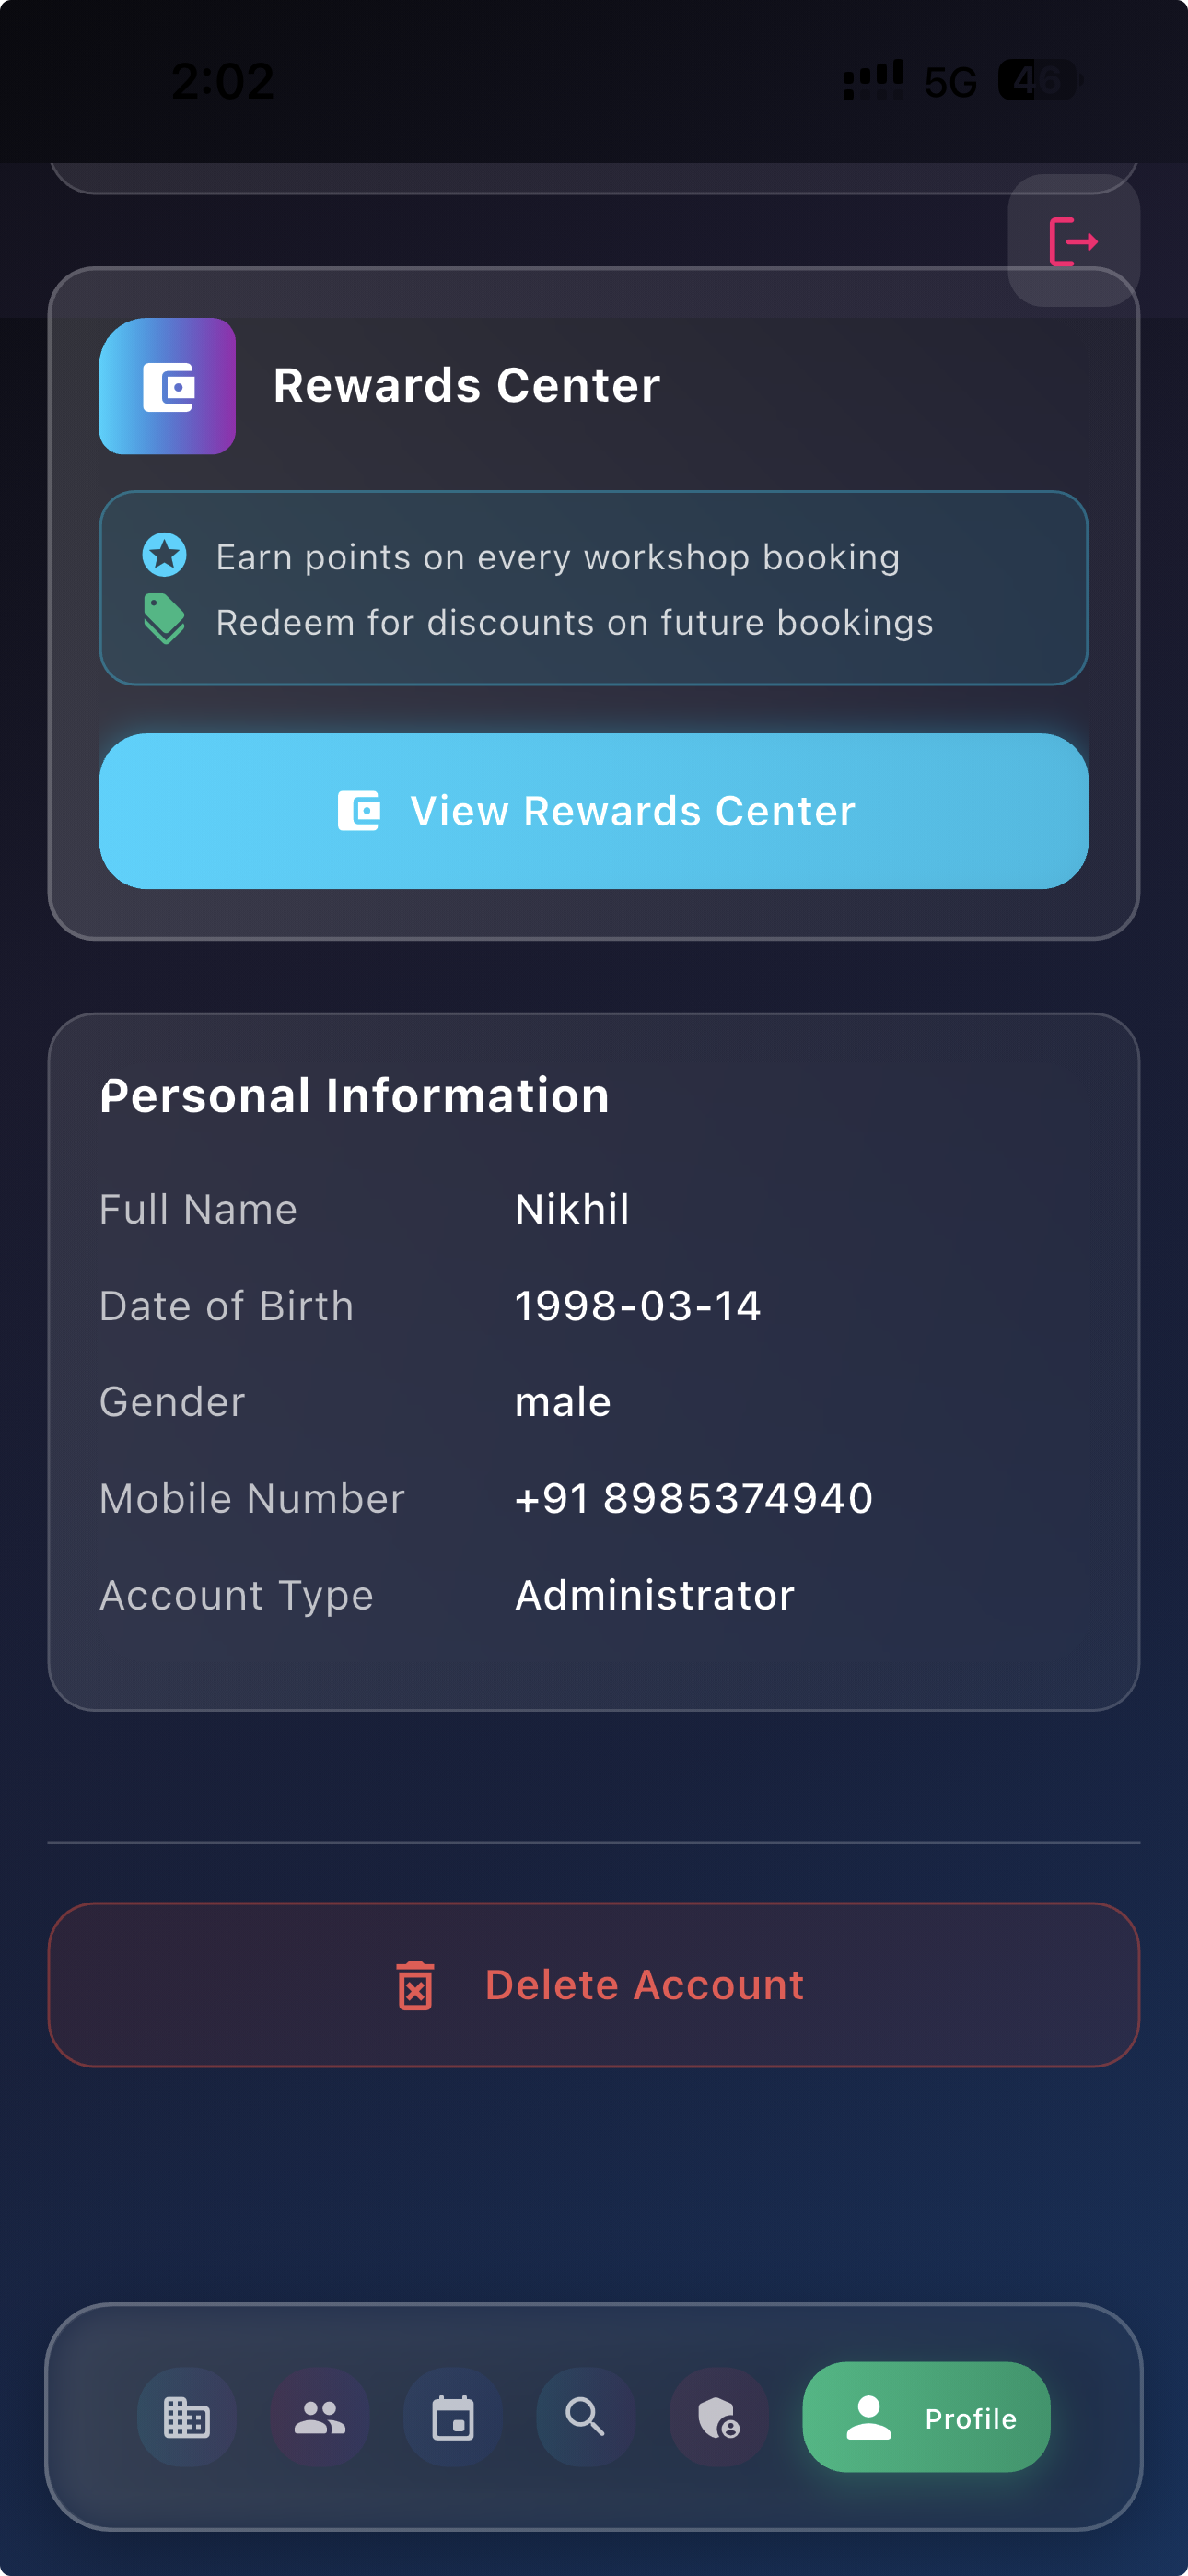 2:02
5G
46
Rewards Center
Earn points on every workshop booking
Redeem for discounts on future bookings
View Rewards Center
Personal Information
Full Name Nikhil
Date of Birth 1998-03-14
Gender male
Mobile Number +91 8985374940
Account Type Administrator
Delete Account
Profile